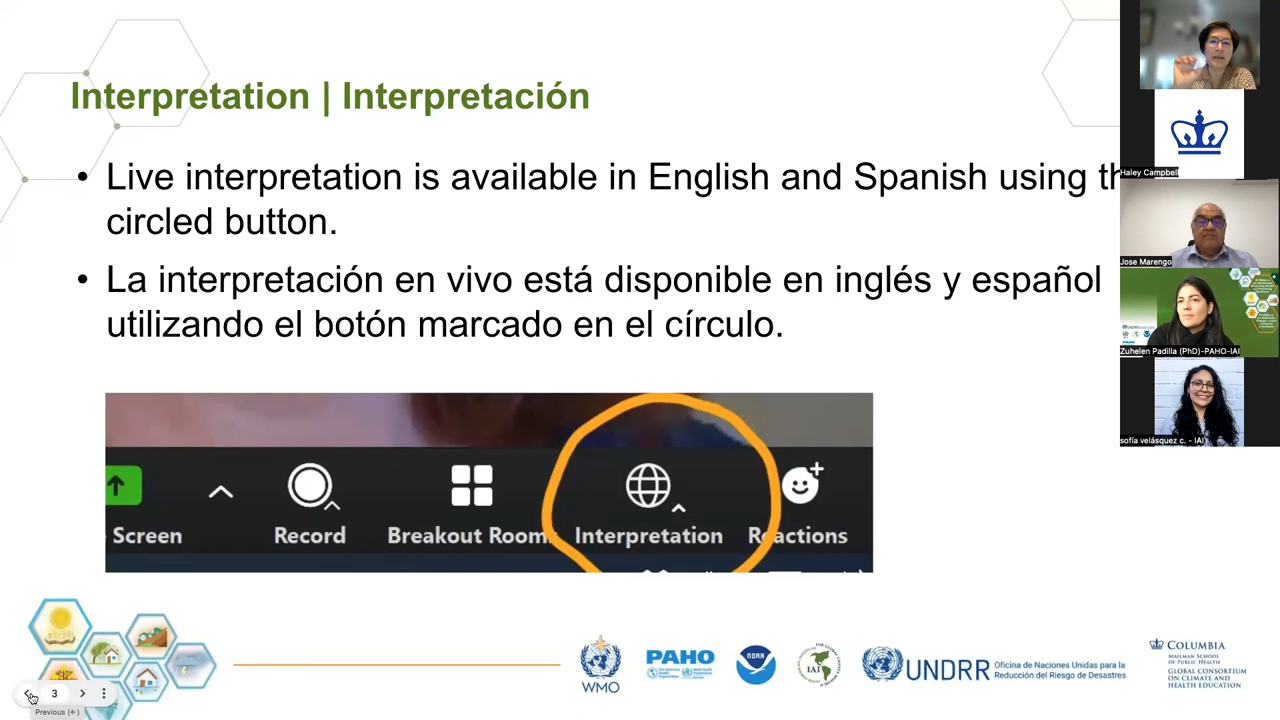 Interpretation | Interpretación
• Live interpretation is available in English and Spanish using th
circled button.
• La interpretación en vivo está disponible en inglés y español
utilizando el botón marcado en el círculo.
Screen
Record
Breakout Room
Interpretation
Reactions
Haley Campbell
Jose Marengo
Zuhelen Padilla (PhD)-PAHO-IAI
sofía velásquez c. - IAI
WMO
PAHO
NOAA
IAI
UNDRR
Oficina de Naciones Unidas para la
Reducción del Riesgo de Desastres
COLUMBIA
MAILMAN SCHOOL
OF PUBLIC HEALTH
GLOBAL CONSORTIUM
ON CLIMATE AND
HEALTH EDUCATION
3
Previous (←)